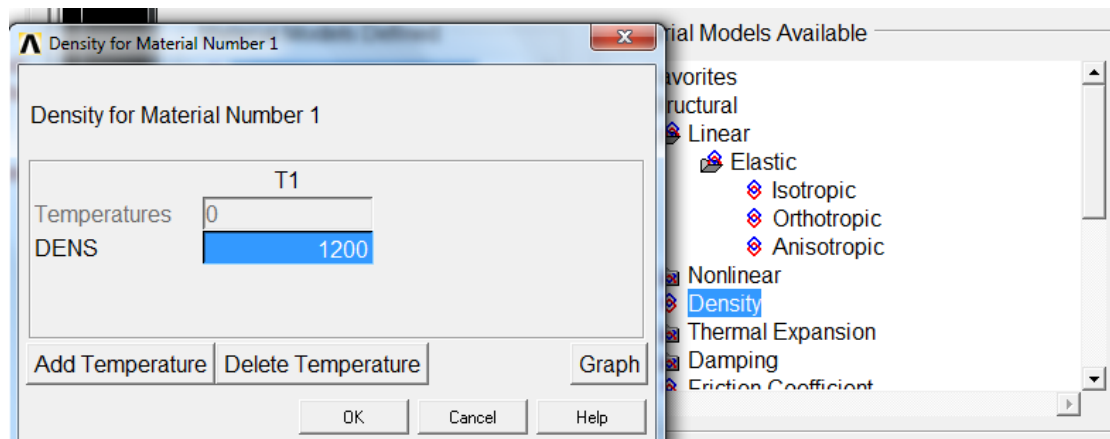 Density for Material Number 1
Density for Material Number 1
T1
Temperatures 0
DENS 1200
Add Temperature Delete Temperature Graph
OK Cancel Help
rial Models Available
avorites
ructural
Linear
Elastic
Isotropic
Orthotropic
Anisotropic
Nonlinear
Density
Thermal Expansion
Damping
Friction Coefficient